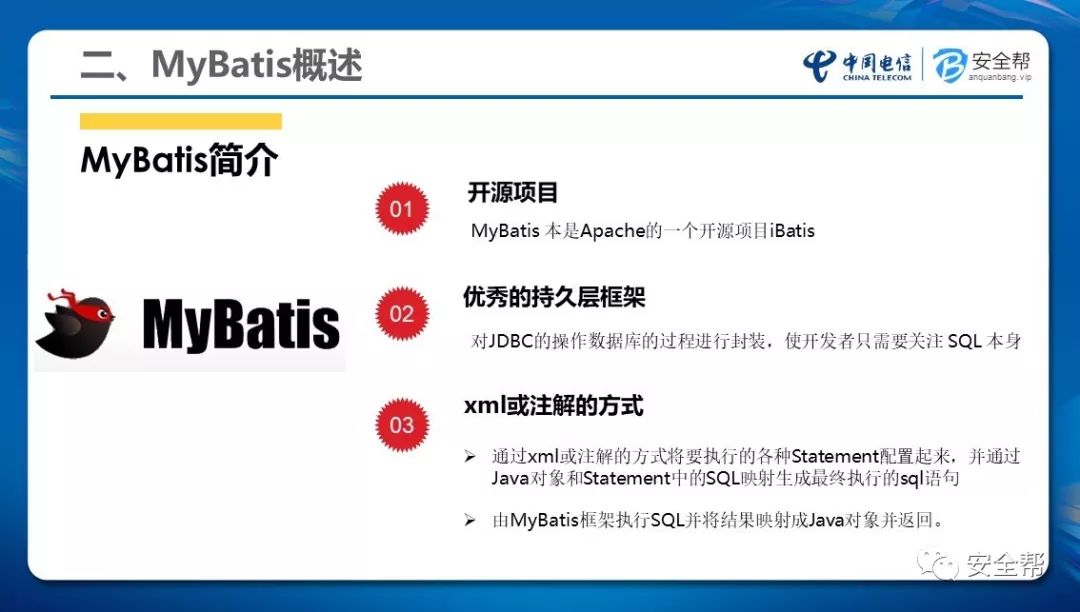 二、MyBatis概述
中国电信
CHINA TELECOM
安全帮
anquanbang.vip
MyBatis简介
MyBatis
01
开源项目
MyBatis 本是Apache的一个开源项目iBatis
02
优秀的持久层框架
对JDBC的操作数据库的过程进行封装，使开发者只需要关注 SQL 本身
03
xml或注解的方式
➢ 通过xml或注解的方式将要执行的各种Statement配置起来，并通过
Java对象和Statement中的SQL映射生成最终执行的sql语句
➢ 由MyBatis框架执行SQL并将结果映射成Java对象并返回。
安全帮